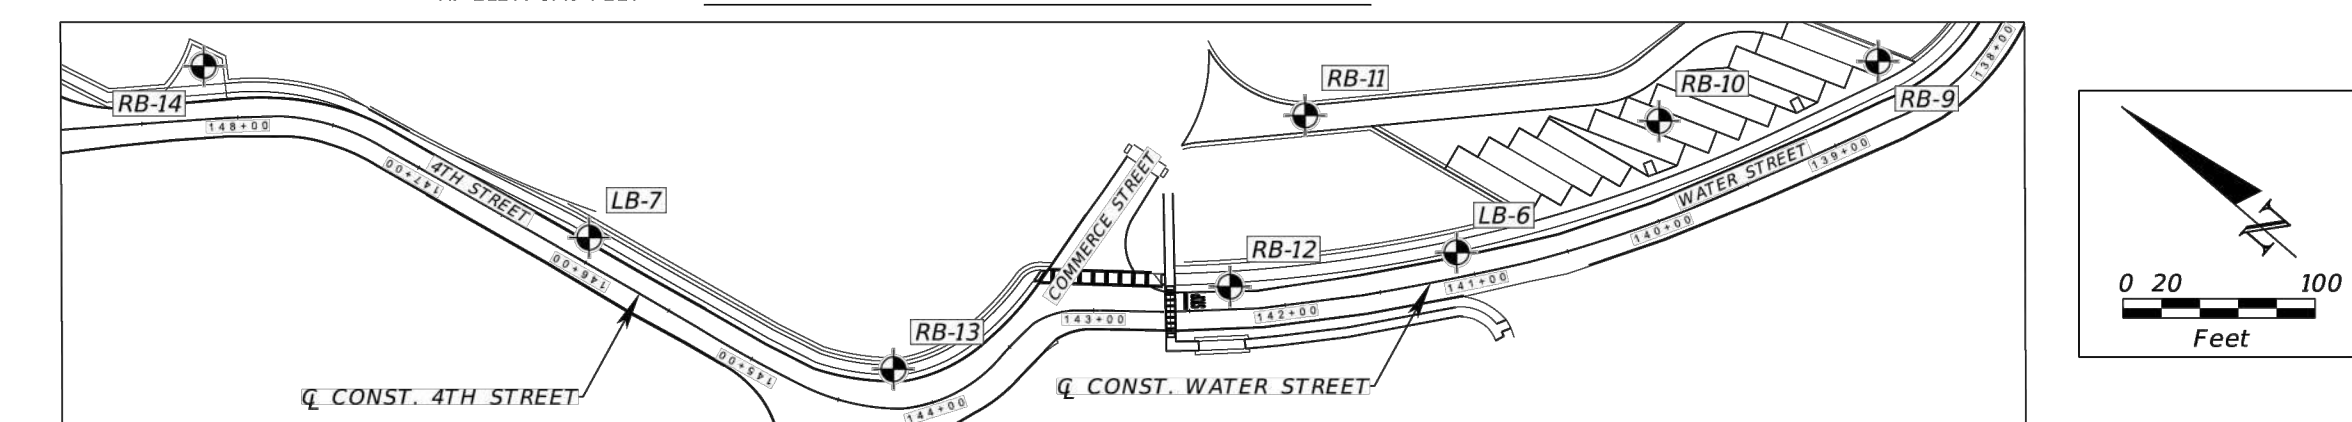 138+00
RB-11
RB-10
RB-14
RB-9
148+00
139+00
147+00
4TH STREET
WATER STREET
COMMERCE STREET
LB-7
LB-6
140+00
RB-12
146+00
141+00
0 20 100
Feet
N
142+00
143+00
RB-13
145+00
℄ CONST. 4TH STREET
℄ CONST. WATER STREET
144+00